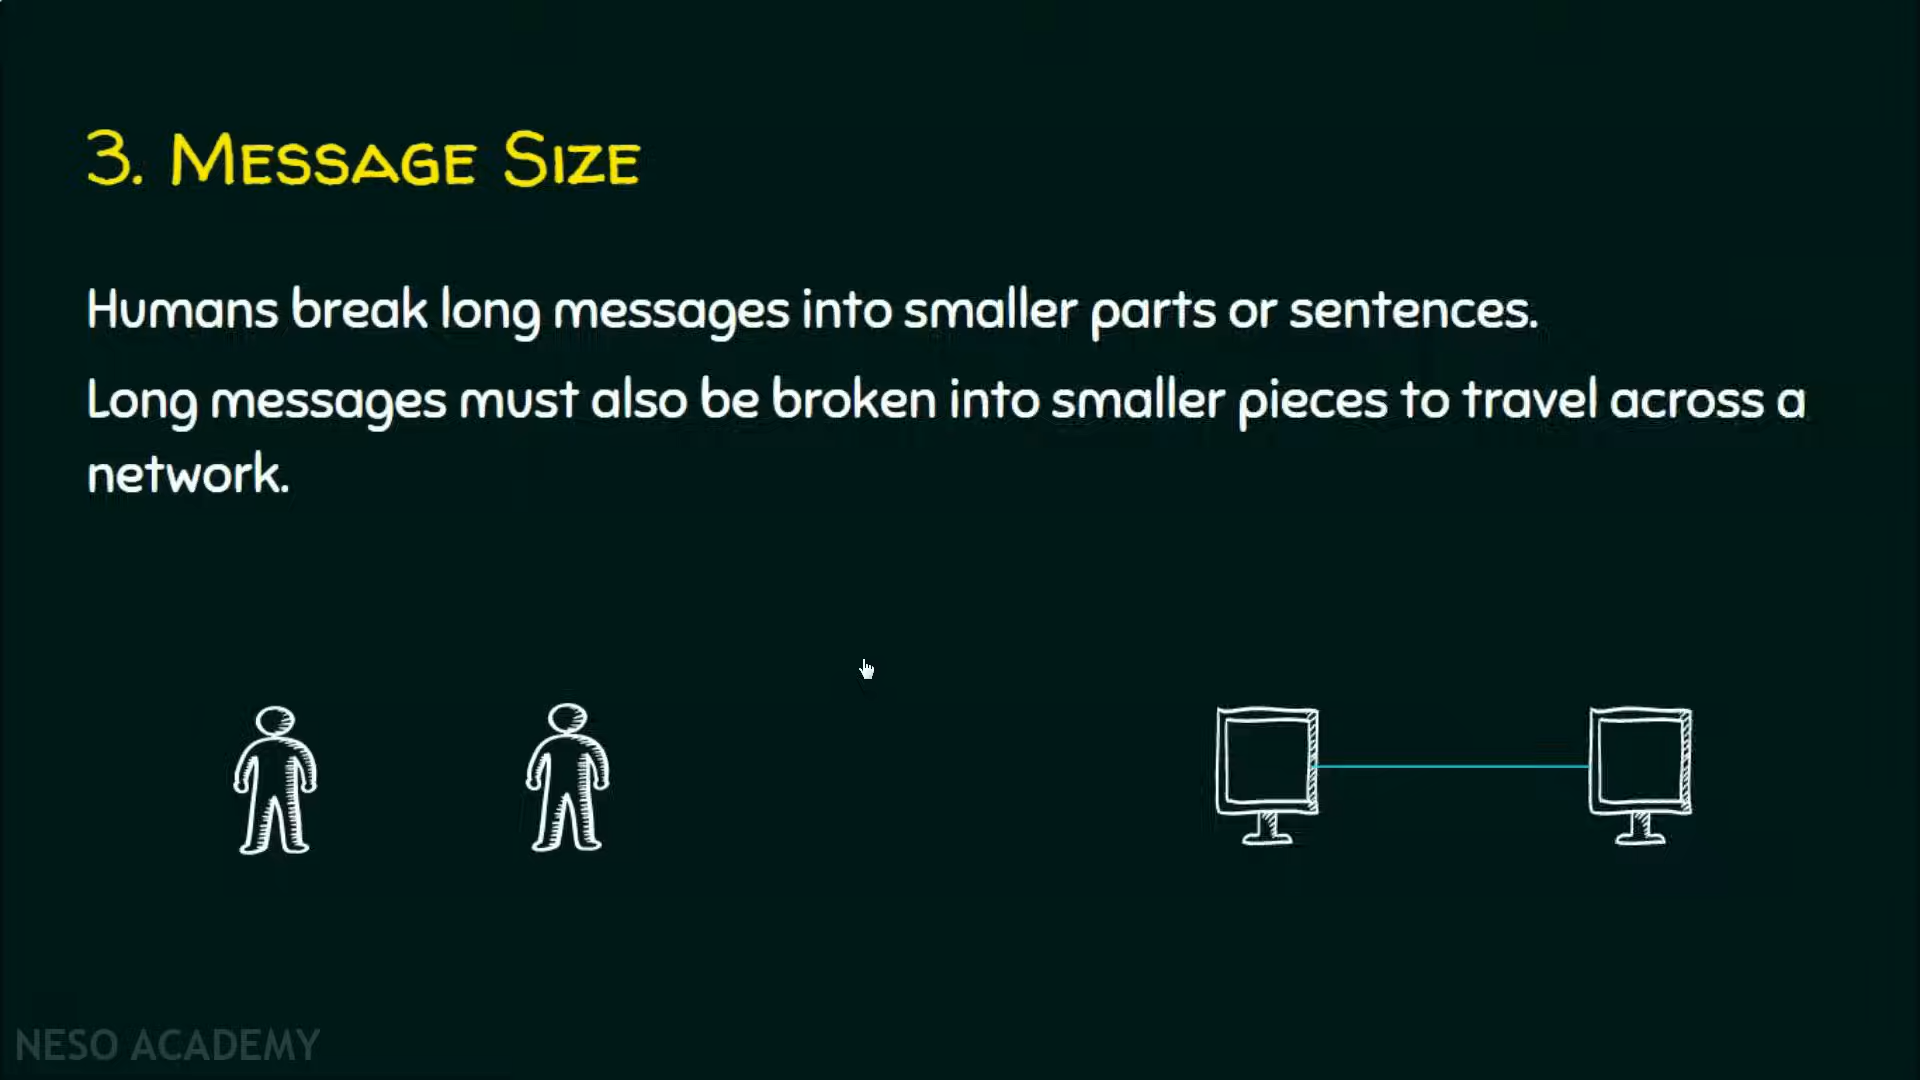 3. Message Size
Humans break long messages into smaller parts or sentences.
Long messages must also be broken into smaller pieces to travel across a
network.
NESO ACADEMY